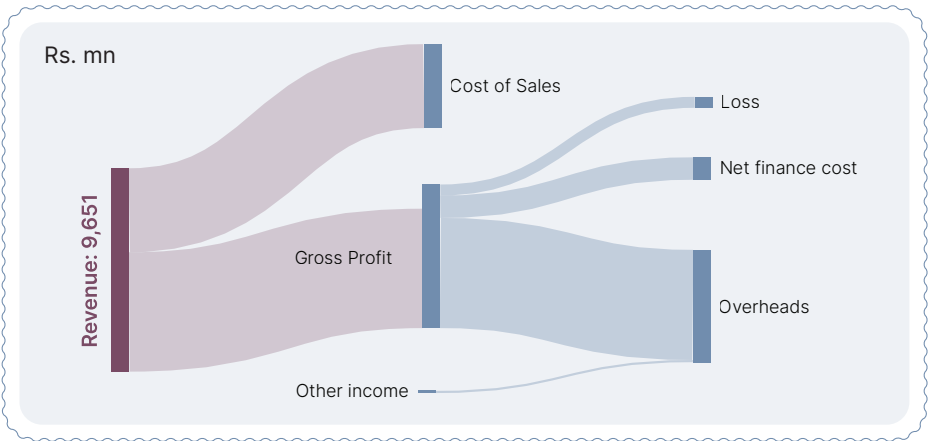 Rs. mn
Cost of Sales
Loss
Net finance cost
Revenue: 9,651
Gross Profit
Overheads
Other income